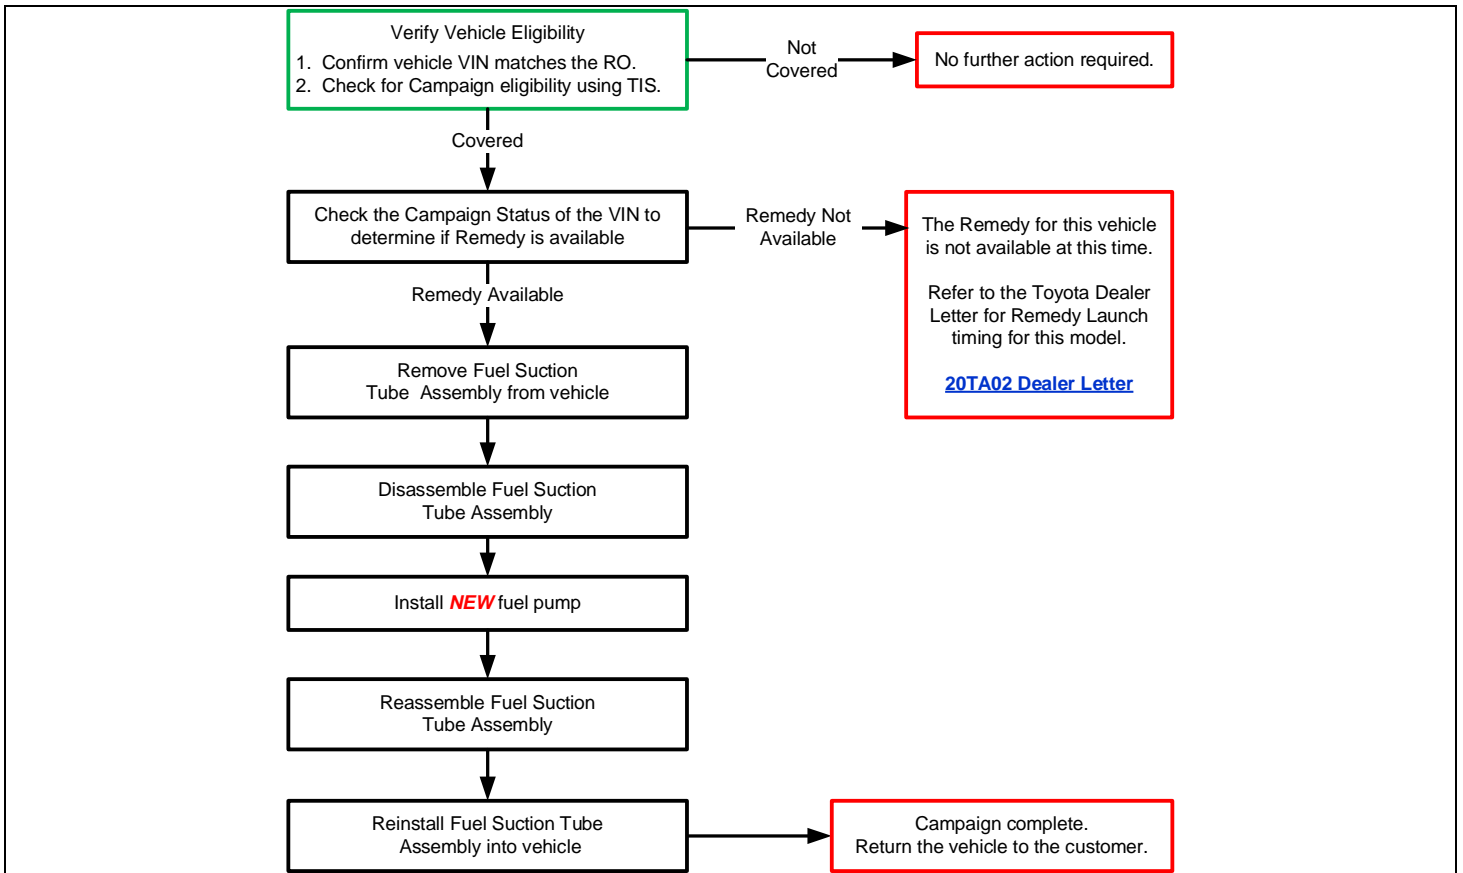 Verify Vehicle Eligibility
1. Confirm vehicle VIN matches the RO.
2. Check for Campaign eligibility using TIS.
Not
Covered
No further action required.
Covered
Check the Campaign Status of the VIN to
determine if Remedy is available
Remedy Not
Available
The Remedy for this vehicle
is not available at this time.
Refer to the Toyota Dealer
Letter for Remedy Launch
timing for this model.
20TA02 Dealer Letter
Remedy Available
Remove Fuel Suction
Tube Assembly from vehicle
Disassemble Fuel Suction
Tube Assembly
Install NEW fuel pump
Reassemble Fuel Suction
Tube Assembly
Reinstall Fuel Suction Tube
Assembly into vehicle
Campaign complete.
Return the vehicle to the customer.